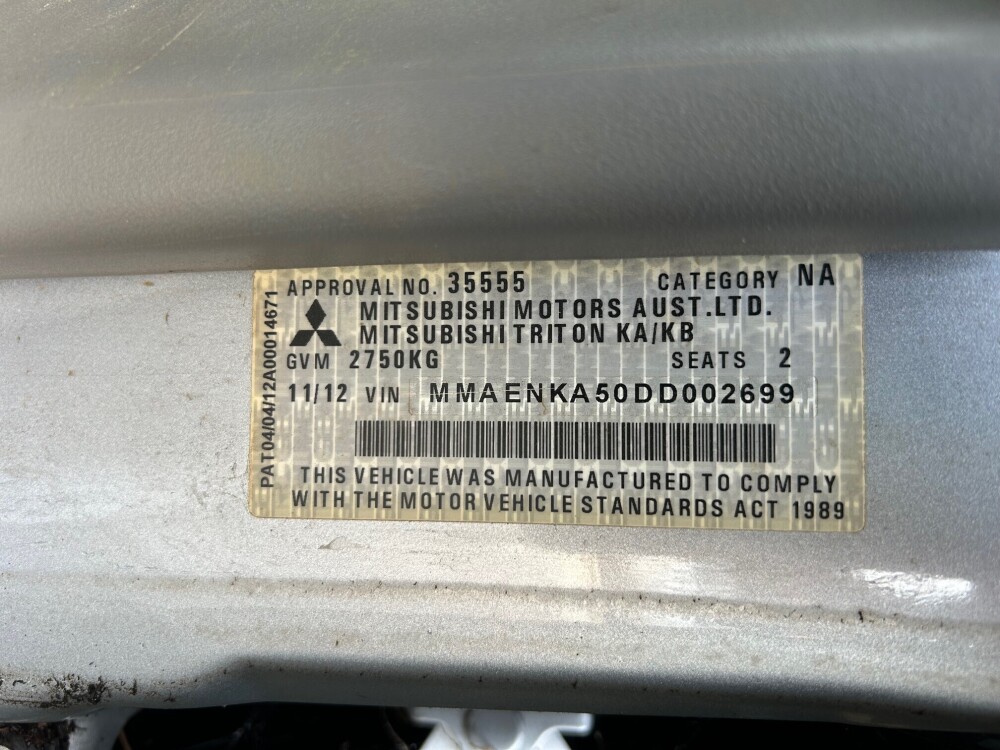 APPROVAL NO. 35555 CATEGORY NA
MITSUBISHI MOTORS AUST.LTD.
MITSUBISHI TRITON KA/KB
GVM 2750KG SEATS 2
11/12 VIN MMAENKA50DD002699
THIS VEHICLE WAS MANUFACTURED TO COMPLY
WITH THE MOTOR VEHICLE STANDARDS ACT 1989
PAT04/04/12A00014671